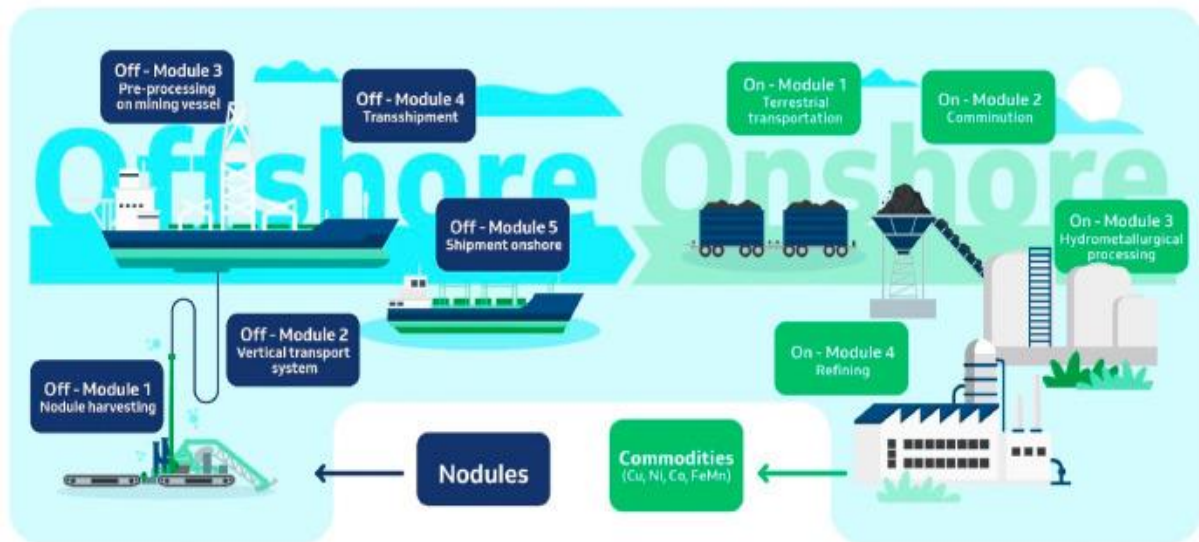 Offshore
Onshore
Off - Module 3
Pre-processing
on mining vessel
Off - Module 4
Transshipment
On - Module 1
Terrestrial
transportation
On - Module 2
Comminution
Off - Module 5
Shipment onshore
On - Module 3
Hydrometallurgical
processing
Off - Module 2
Vertical transport
system
On - Module 4
Refining
Off - Module 1
Nodule harvesting
Nodules
Commodities
(Cu, Ni, Co, FeMn)